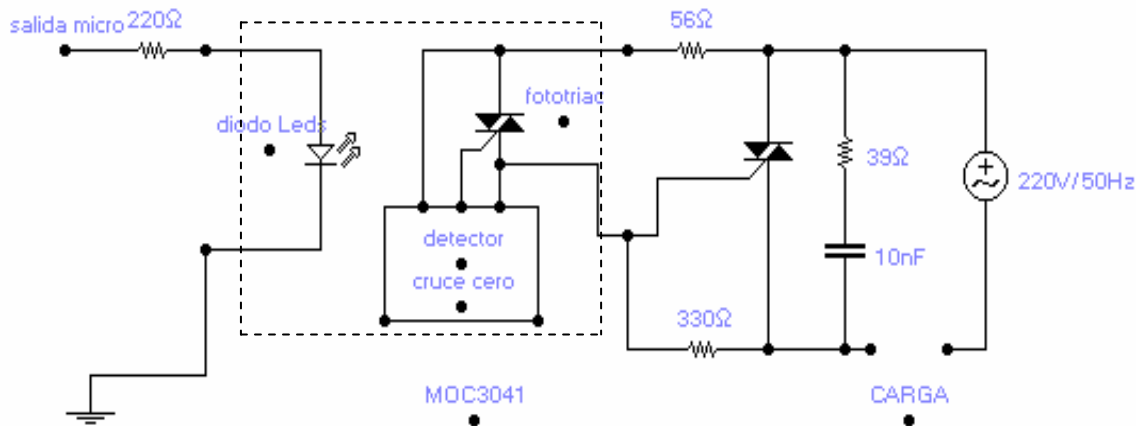 salida micro
220Ω
56Ω
fototriac
diodo Leds
39Ω
220V/50Hz
detector
cruce cero
10nF
330Ω
MOC3041
CARGA